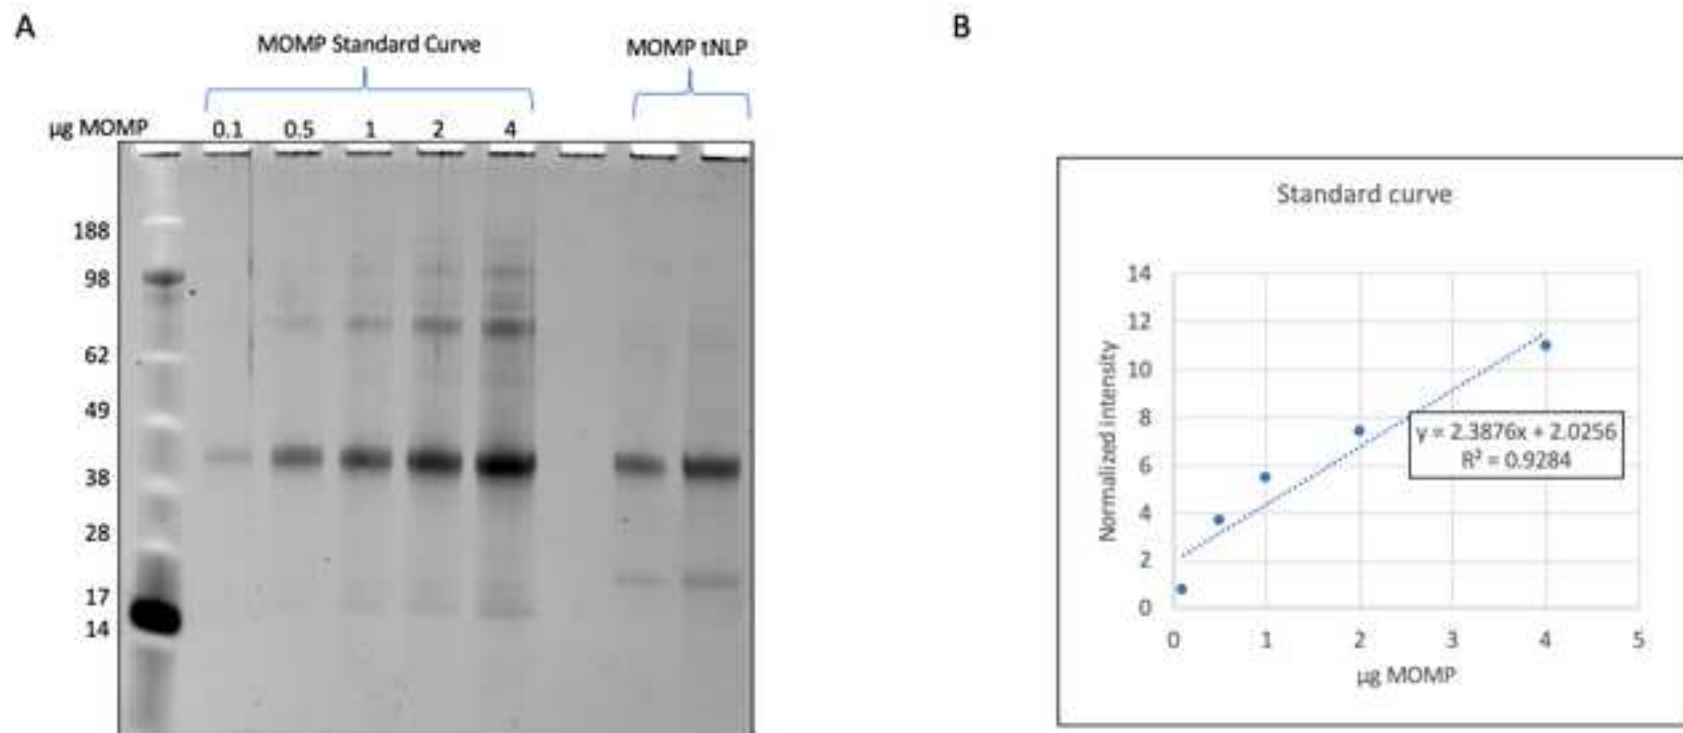 A
MOMP Standard Curve
MOMP tNLP
µg MOMP
0.1
0.5
1
2
4
188
98
62
49
38
28
17
14
B
Standard curve
14
12
10
8
6
4
2
0
Normalized intensity
y = 2.3876x + 2.0256
R² = 0.9284
0
1
2
3
4
5
µg MOMP